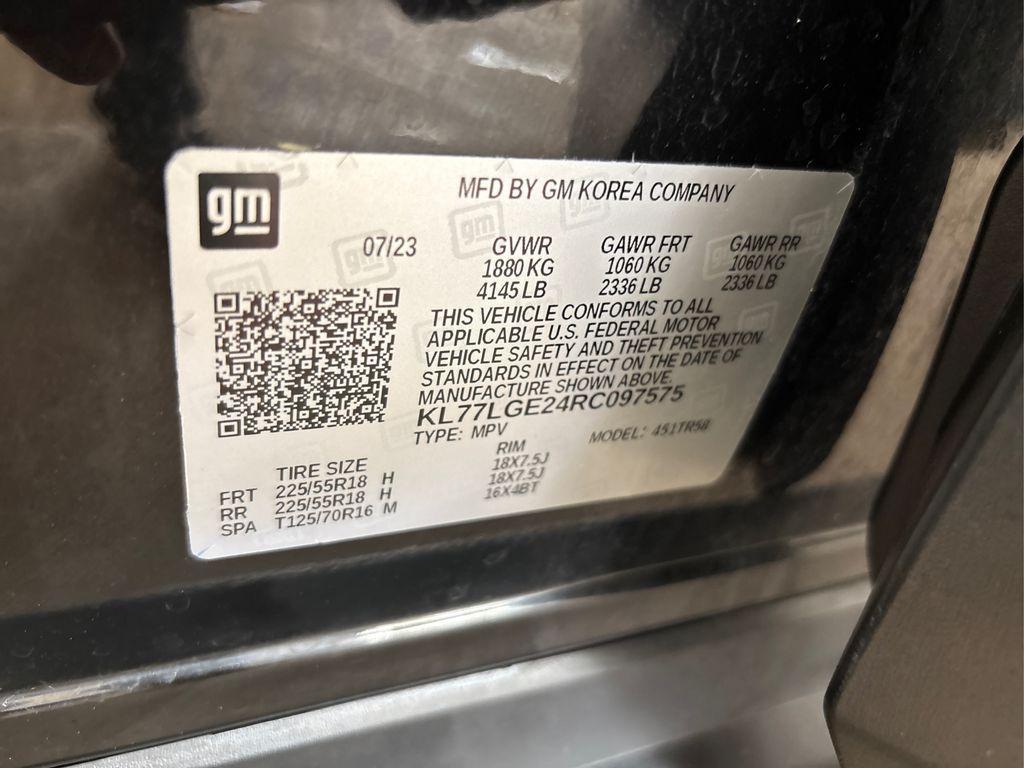 gm
MFD BY GM KOREA COMPANY
07/23 GVWR GAWR FRT GAWR RR
1880 KG 1060 KG 1060 KG
4145 LB 2336 LB 2336 LB
THIS VEHICLE CONFORMS TO ALL
APPLICABLE U.S. FEDERAL MOTOR
VEHICLE SAFETY AND THEFT PREVENTION
STANDARDS IN EFFECT ON THE DATE OF
MANUFACTURE SHOWN ABOVE.
KL77LGE24RC097575
TYPE: MPV MODEL: 451TR58
TIRE SIZE RIM
FRT 225/55R18 H 18X7.5J
RR 225/55R18 H 18X7.5J
SPA T125/70R16 M 16X4BT